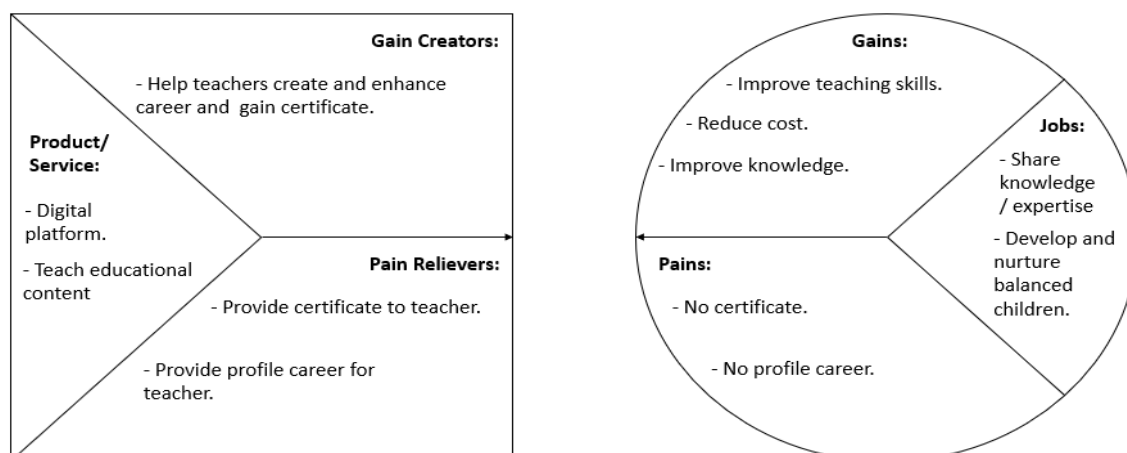 Gain Creators:
- Help teachers create and enhance
career and gain certificate.
Product/
Service:
- Digital
platform.
- Teach educational
content
Pain Relievers:
- Provide certificate to teacher.
- Provide profile career for
teacher.
Gains:
- Improve teaching skills.
- Reduce cost.
- Improve knowledge.
Jobs:
- Share
knowledge
/ expertise
- Develop and
nurture
balanced
children.
Pains:
- No certificate.
- No profile career.